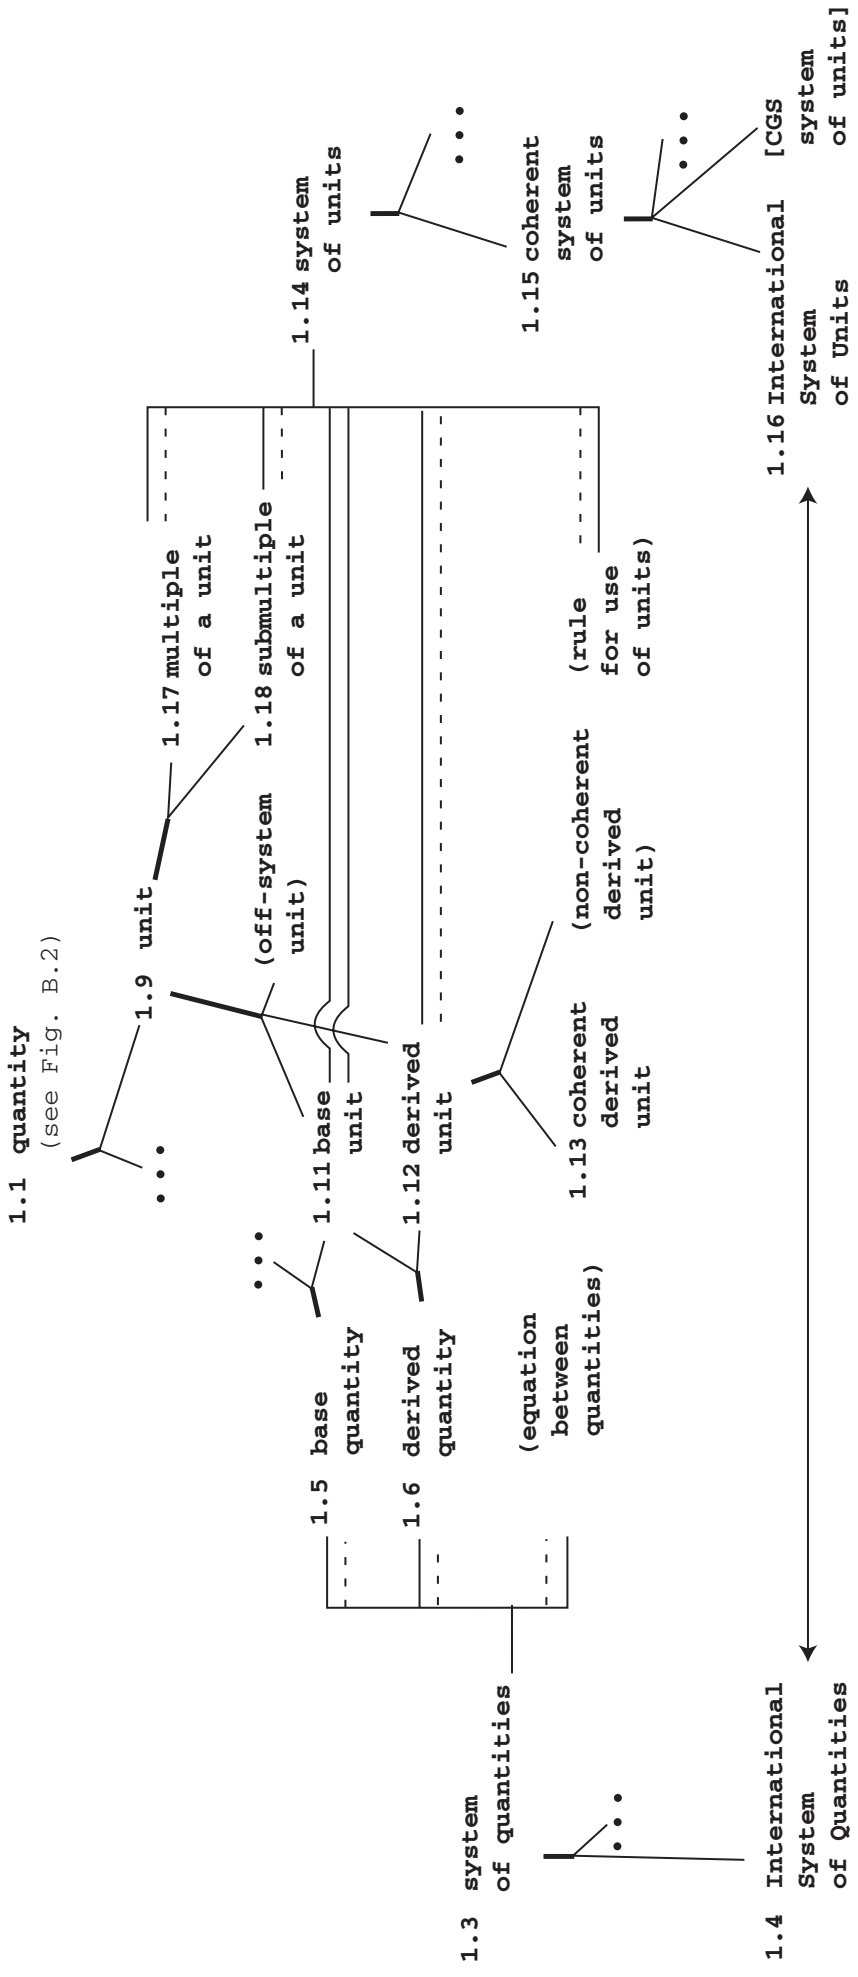 1.1 quantity
(see Fig. B.2)
1.9 unit
1.17 multiple
of a unit
1.18 submultiple
of a unit
(off-system
unit)
1.14 system
of units
1.5 base
quantity
1.11 base
unit
1.6 derived
quantity
1.12 derived
unit
1.3 system
of quantities
(equation
between
quantities)
1.13 coherent
derived
unit
(non-coherent
derived
unit)
(rule
for use
of units)
1.15 coherent
system
of units
1.4 International
System
of Quantities
1.16 International
System
of Units
[CGS
system
of units]